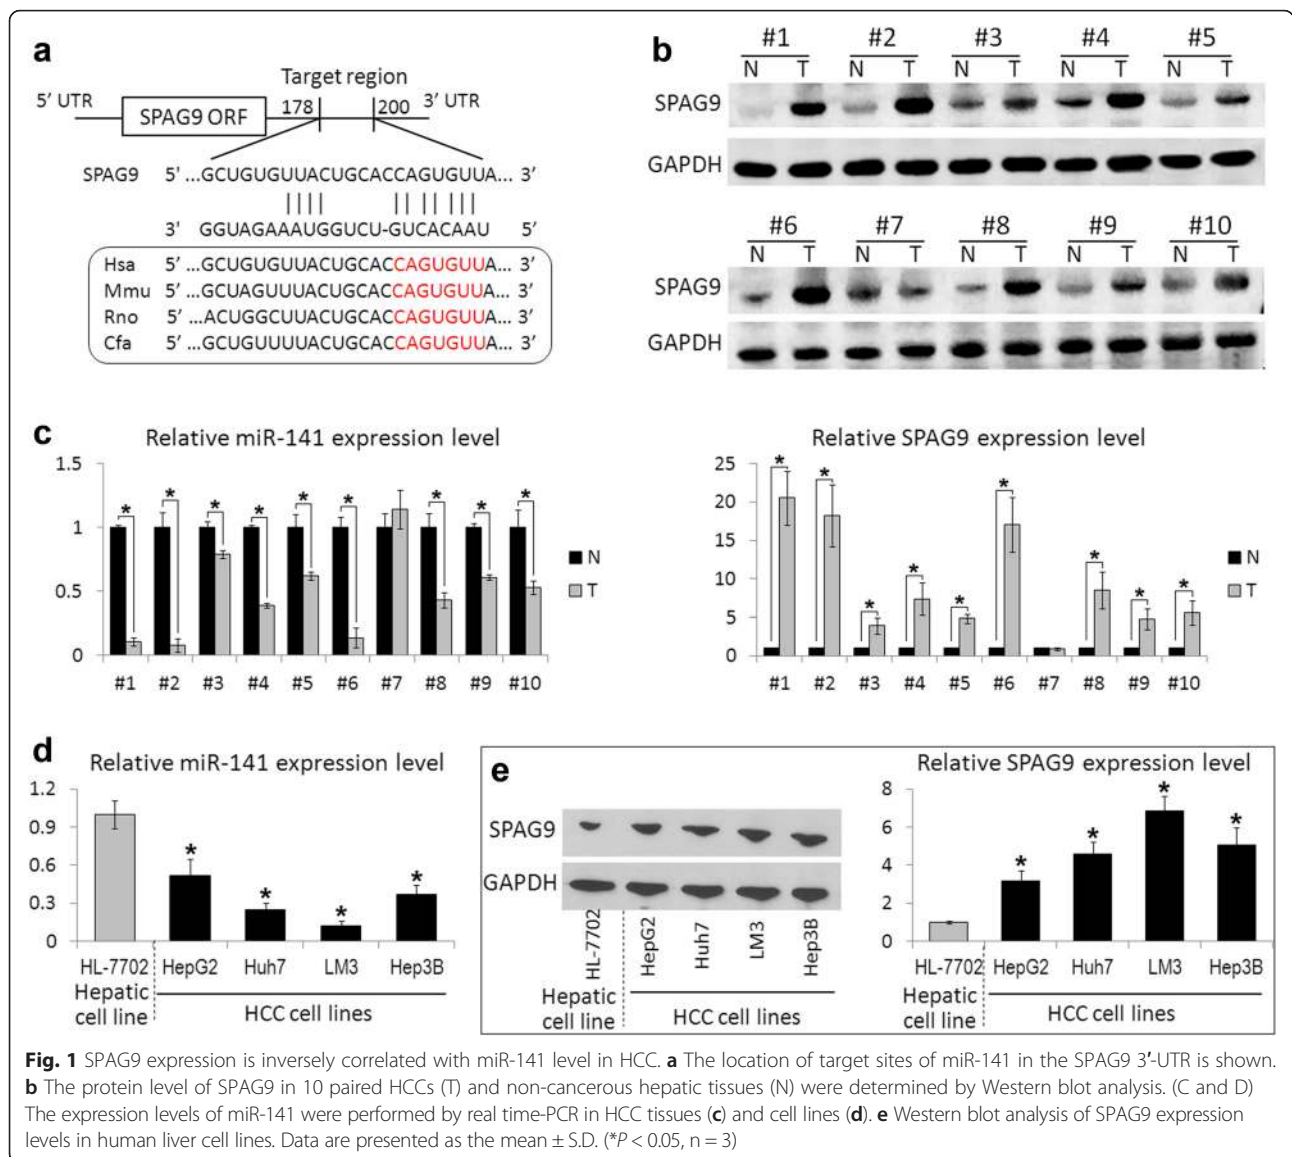 a
Target region
5′ UTR
SPAG9 ORF
178
200
3′ UTR
SPAG9 5' ...GCUGUGUUACUGCACCAGUGUUA... 3′
3' GGUAGAAAUGGUCU-GUCACAAU 5′
Hsa 5′ ...GCUGUGUUACUGCACCAGUGUUA... 3′
Mmu 5′ ...GCUAGUUUACUGCACCAGUGUUA... 3′
Rno 5′ ...ACUGGCUUACUGCACCAGUGUUA... 3′
Cfa 5′ ...GCUGUUUUACUGCACCAGUGUUA... 3′
b
#1 #2 #3 #4 #5
N T N T N T N T N T
SPAG9
GAPDH
#6 #7 #8 #9 #10
N T N T N T N T N T
SPAG9
GAPDH
c
Relative miR-141 expression level
1.5
1
0.5
0
* * * * * * * * *
N
T
#1 #2 #3 #4 #5 #6 #7 #8 #9 #10
Relative SPAG9 expression level
25
20
15
10
5
0
* * * * * * * * *
N
T
#1 #2 #3 #4 #5 #6 #7 #8 #9 #10
d
Relative miR-141 expression level
1.2
0.9
0.6
0.3
0
* * * *
HL-7702 HepG2 Huh7 LM3 Hep3B
Hepatic cell line
HCC cell lines
e
SPAG9
GAPDH
HL-7702 HepG2 Huh7 LM3 Hep3B
Hepatic cell line
HCC cell lines
Relative SPAG9 expression level
8
6
4
2
0
* * * *
HL-7702 HepG2 Huh7 LM3 Hep3B
Hepatic cell line
HCC cell lines
Fig. 1 SPAG9 expression is inversely correlated with miR-141 level in HCC. a The location of target sites of miR-141 in the SPAG9 3′-UTR is shown.
b The protein level of SPAG9 in 10 paired HCCs (T) and non-cancerous hepatic tissues (N) were determined by Western blot analysis. (C and D)
The expression levels of miR-141 were performed by real time-PCR in HCC tissues (c) and cell lines (d). e Western blot analysis of SPAG9 expression
levels in human liver cell lines. Data are presented as the mean ± S.D. (*P < 0.05, n = 3)